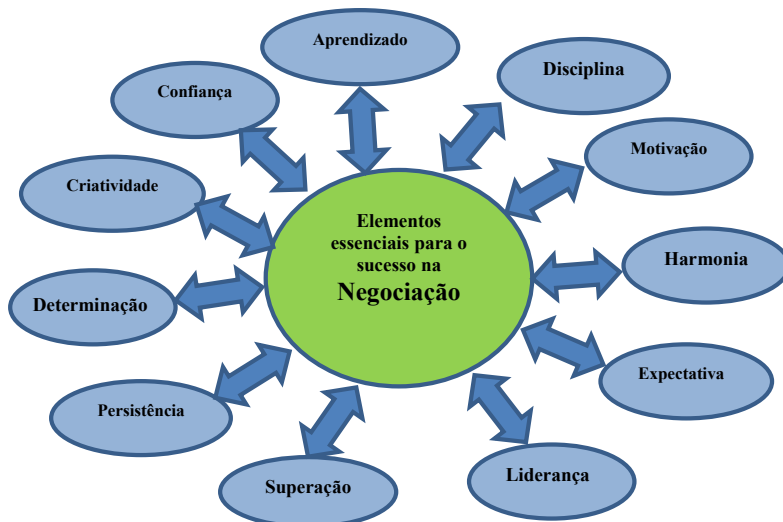 Aprendizado
Disciplina
Confiança
Motivação
Criatividade
Elementos
essenciais para o
sucesso na
Negociação
Harmonia
Determinação
Expectativa
Persistência
Liderança
Superação